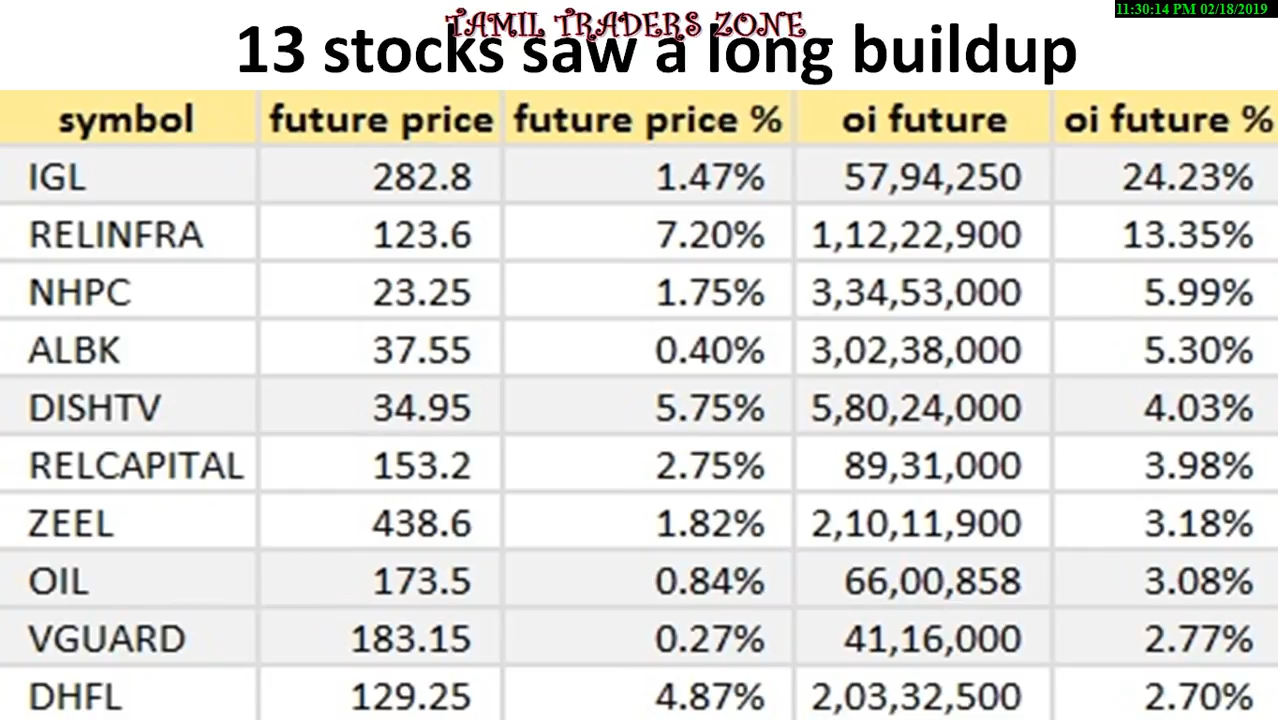 11:30:14 PM 02/18/2019
TAMIL TRADERS ZONE
13 stocks saw a long buildup
symbol future price future price % oi future oi future %
IGL 282.8 1.47% 57,94,250 24.23%
RELINFRA 123.6 7.20% 1,12,22,900 13.35%
NHPC 23.25 1.75% 3,34,53,000 5.99%
ALBK 37.55 0.40% 3,02,38,000 5.30%
DISHTV 34.95 5.75% 5,80,24,000 4.03%
RELCAPITAL 153.2 2.75% 89,31,000 3.98%
ZEEL 438.6 1.82% 2,10,11,900 3.18%
OIL 173.5 0.84% 66,00,858 3.08%
VGUARD 183.15 0.27% 41,16,000 2.77%
DHFL 129.25 4.87% 2,03,32,500 2.70%